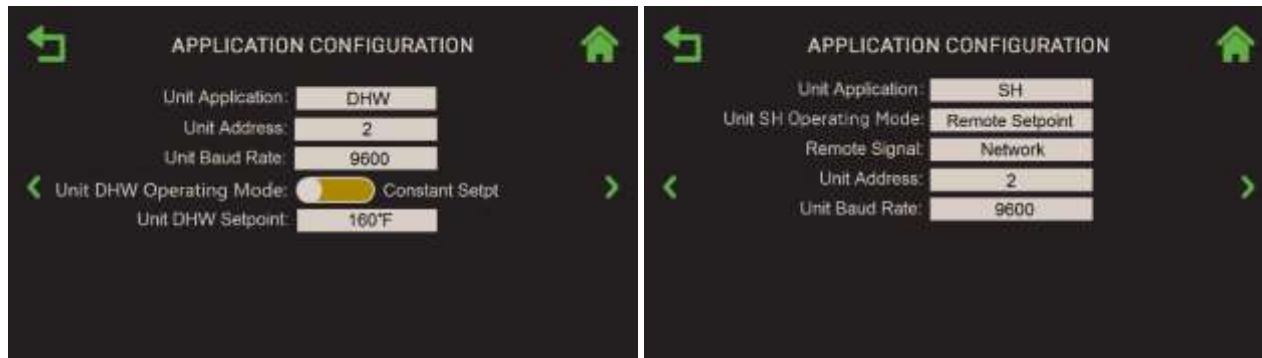 APPLICATION CONFIGURATION
Unit Application: DHW
Unit Address: 2
Unit Baud Rate: 9600
Unit DHW Operating Mode: Constant Setpt
Unit DHW Setpoint: 160°F
APPLICATION CONFIGURATION
Unit Application: SH
Unit SH Operating Mode: Remote Setpoint
Remote Signal: Network
Unit Address: 2
Unit Baud Rate: 9600